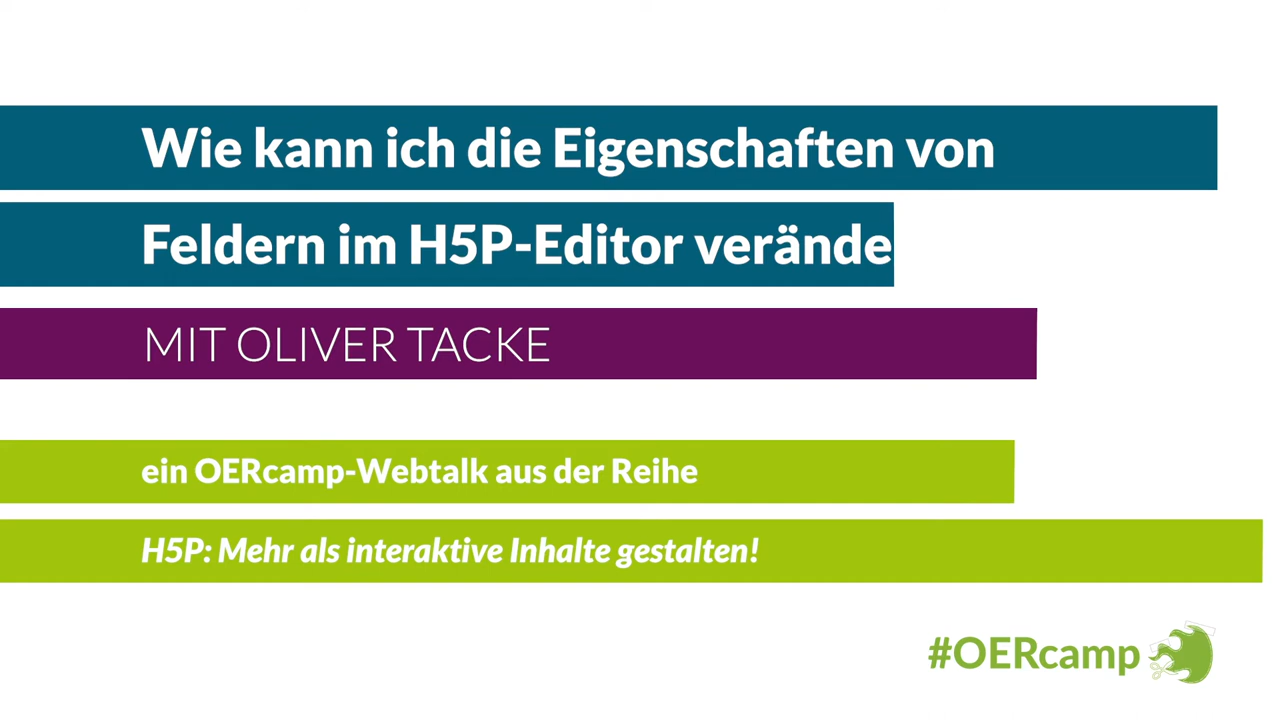 Wie kann ich die Eigenschaften von
Feldern im H5P-Editor verände
MIT OLIVER TACKE
ein OERcamp-Webtalk aus der Reihe
H5P: Mehr als interaktive Inhalte gestalten!
#OERcamp